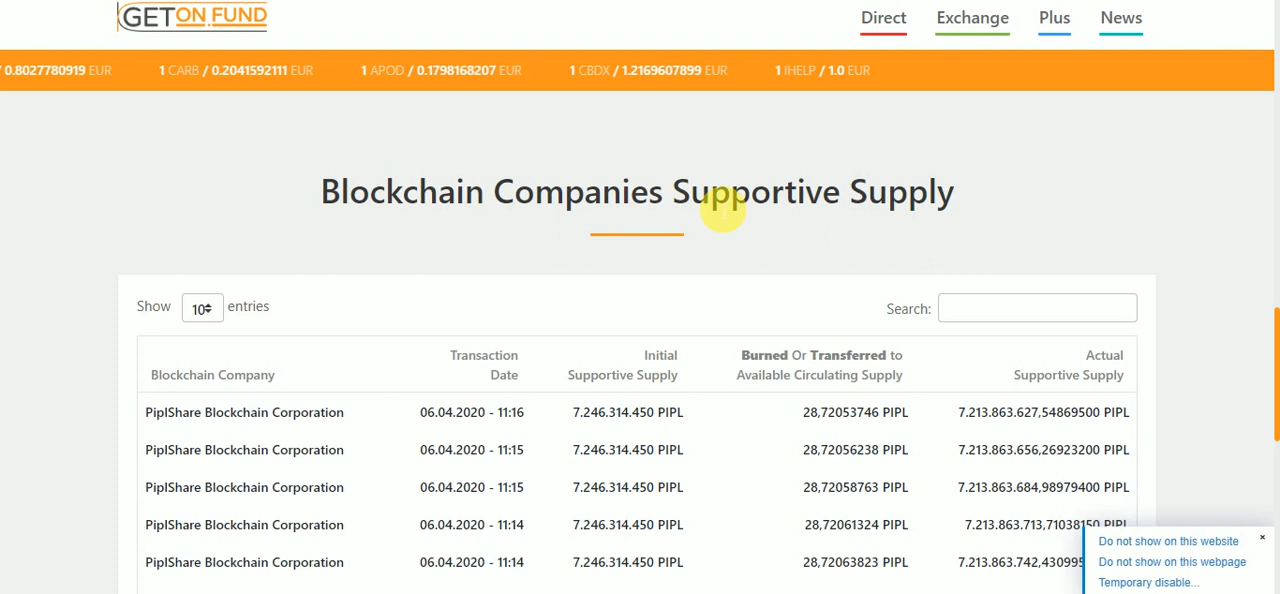 GETON.FUND
Direct Exchange Plus News
/ 0.8027780919 EUR 1 CARB / 0.2041592111 EUR 1 APOD / 0.1798168207 EUR 1 CBDX / 1.2169607899 EUR 1 IHELP / 1.0 EUR
Blockchain Companies Supportive Supply
Show 10 entries Search:
Transaction Initial Burned Or Transferred to Actual
Blockchain Company Date Supportive Supply Available Circulating Supply Supportive Supply
PiplShare Blockchain Corporation 06.04.2020 - 11:16 7.246.314.450 PIPL 28,72053746 PIPL 7.213.863.627,54869500 PIPL
PiplShare Blockchain Corporation 06.04.2020 - 11:15 7.246.314.450 PIPL 28,72056238 PIPL 7.213.863.656,26923200 PIPL
PiplShare Blockchain Corporation 06.04.2020 - 11:15 7.246.314.450 PIPL 28,72058763 PIPL 7.213.863.684,98979400 PIPL
PiplShare Blockchain Corporation 06.04.2020 - 11:14 7.246.314.450 PIPL 28,72061324 PIPL 7.213.863.713,71038150 PIPL
PiplShare Blockchain Corporation 06.04.2020 - 11:14 7.246.314.450 PIPL 28,72063823 PIPL 7.213.863.742,430995
Do not show on this website ×
Do not show on this webpage
Temporary disable...